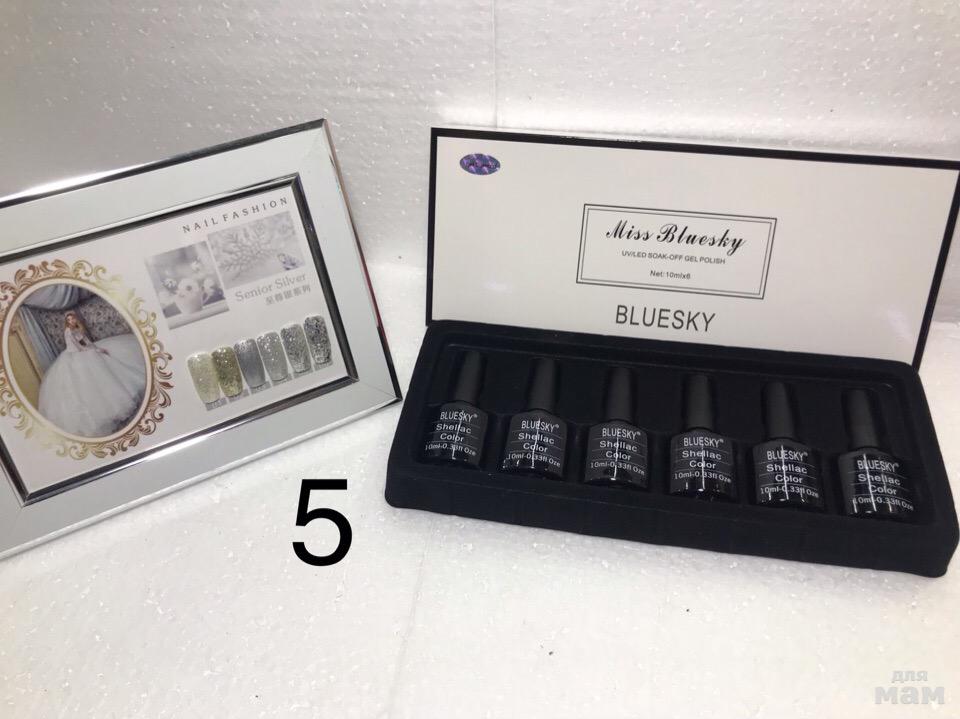 NAIL FASHION
Senior Silver
至尊银系列
Miss Bluesky
UV/LED SOAK-OFF GEL POLISH
Net:10mlx6
BLUESKY
BLUESKY®
Shellac
Color
10ml-0.33fl Oze
BLUESKY®
Shellac
Color
10ml-0.33fl Oze
BLUESKY®
Shellac
Color
10ml-0.33fl Oze
BLUESKY®
Shellac
Color
10ml-0.33fl Oze
BLUESKY®
Shellac
Color
10ml-0.33fl Oze
BLUESKY®
Shellac
Color
10ml-0.33fl Oze
5
для
мам